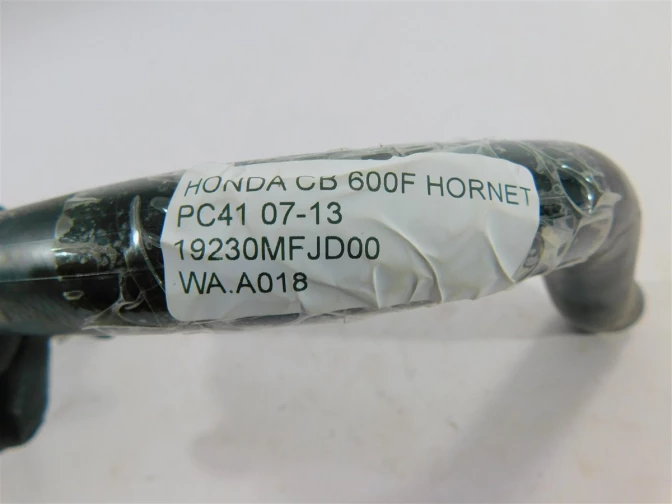 HONDA CB 600F HORNET
PC41 07-13
19230MFJD00
WA.A018